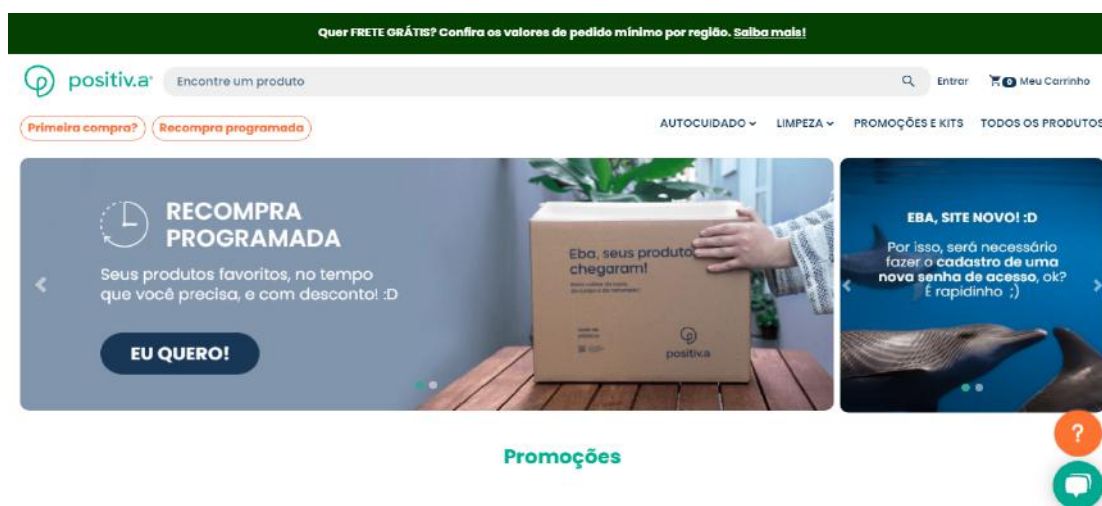 Quer FRETE GRÁTIS? Confira os valores de pedido mínimo por região. Saiba mais!
positiv.a
Encontre um produto
Entrar
0 Meu Carrinho
Primeira compra?
Recompra programada
AUTOCUIDADO
LIMPEZA
PROMOÇÕES E KITS
TODOS OS PRODUTOS
RECOMPRA
PROGRAMADA
Seus produtos favoritos, no tempo
que você precisa, e com desconto! :D
EU QUERO!
Eba, seus produto
chegaram!
positiv.a
EBA, SITE NOVO! :D
Por isso, será necessário
fazer o cadastro de uma
nova senha de acesso, ok?
É rapidinho ;)
Promoções
?